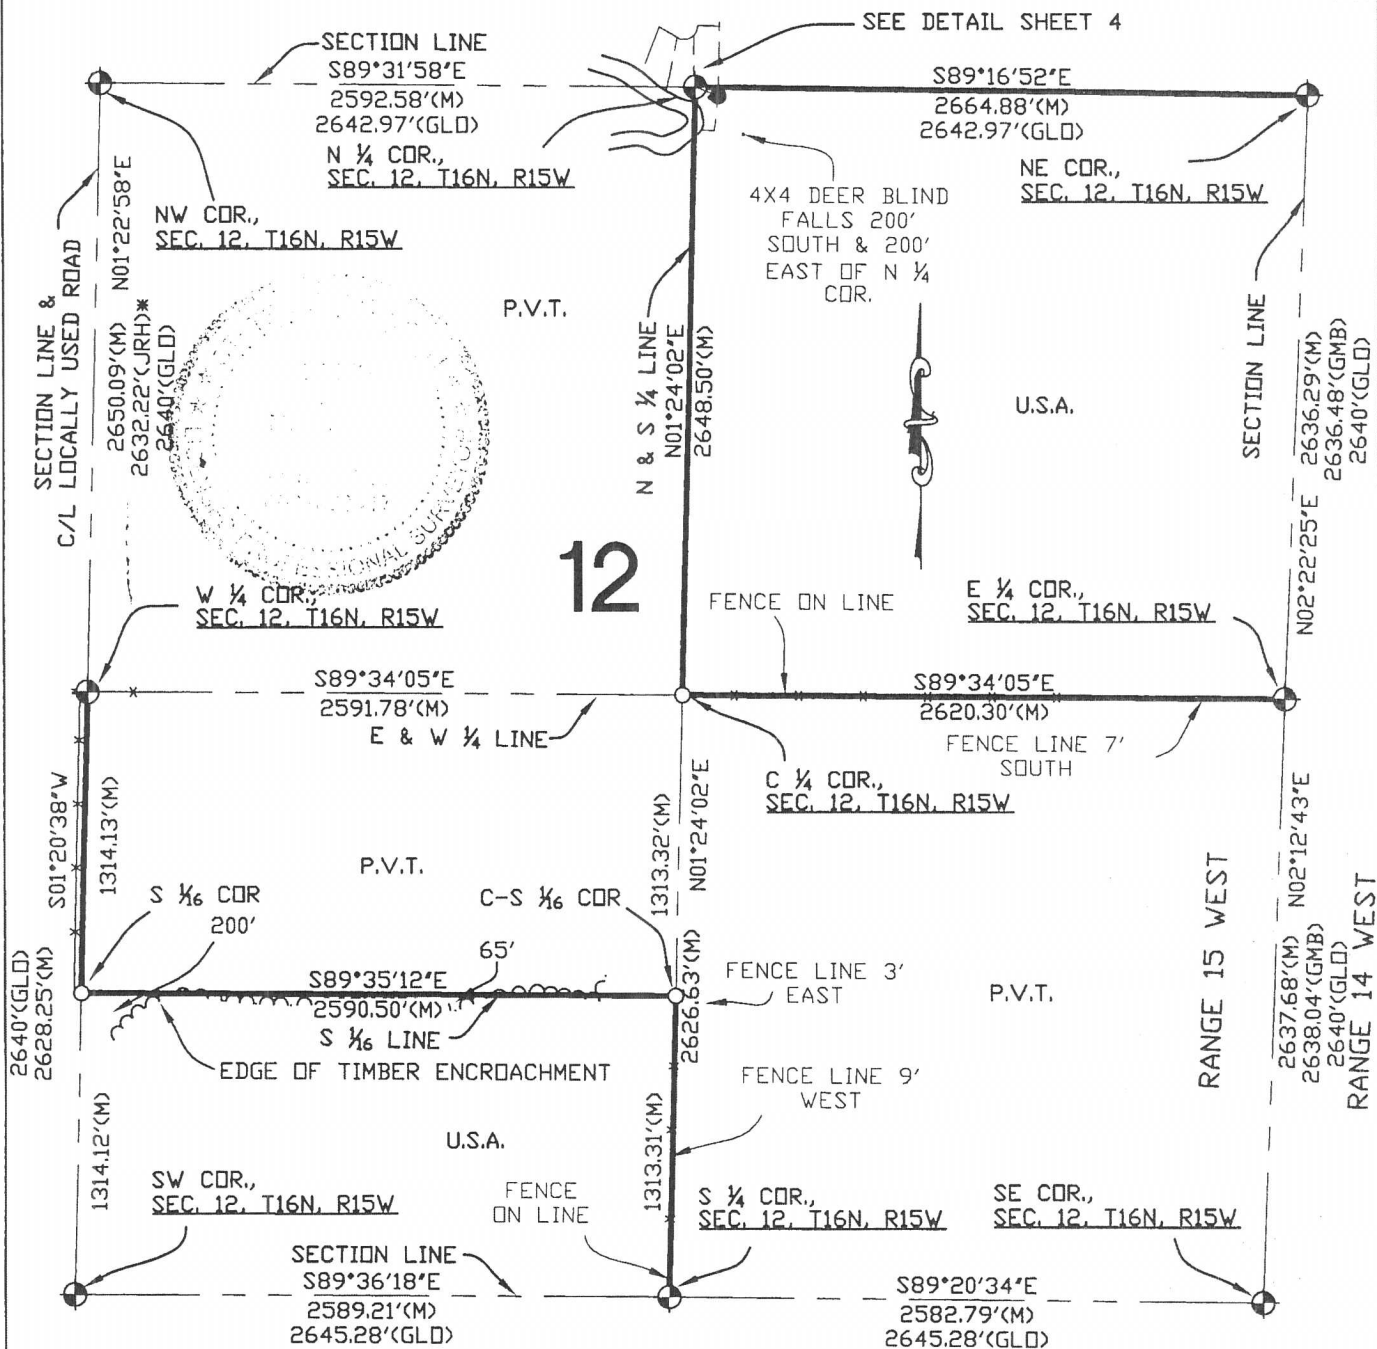 SEE DETAIL SHEET 4
SECTION LINE
S89°31'58"E
2592.58'(M)
2642.97'(GLO)
S89°16'52"E
2664.88'(M)
2642.97'(GLO)
N ¼ COR.,
SEC. 12, T16N, R15W
NE COR.,
SEC. 12, T16N, R15W
NW COR.,
SEC. 12, T16N, R15W
4X4 DEER BLIND
FALLS 200'
SOUTH & 200'
EAST OF N ¼
COR.
SECTION LINE &
C/L LOCALLY USED ROAD
N01°22'58"E
2650.09'(M)
2632.22'(JRH)*
2640'(GLO)
P.V.T.
N & S ¼ LINE
N01°24'02"E
2648.50'(M)
U.S.A.
SECTION LINE
N02°22'25"E
2636.29'(M)
2636.48'(GMB)
2640'(GLO)
SIONAL SURVEYOR
12
W ¼ COR.,
SEC. 12, T16N, R15W
FENCE ON LINE
E ¼ COR.,
SEC. 12, T16N, R15W
S89°34'05"E
2591.78'(M)
E & W ¼ LINE
S89°34'05"E
2620.30'(M)
FENCE LINE 7'
SOUTH
C ¼ COR.,
SEC. 12, T16N, R15W
S01°20'38"W
1314.13'(M)
P.V.T.
1313.32'(M)
N01°24'02"E
N02°12'43"E
S 1⁄16 COR
200'
C-S 1⁄16 COR
65'
S89°35'12"E
2590.50'(M)
S 1⁄16 LINE
EDGE OF TIMBER ENCROACHMENT
2640'(GLO)
2628.25'(M)
2626.63'(M)
FENCE LINE 3'
EAST
P.V.T.
RANGE 15 WEST
2637.68'(M)
2638.04'(GMB)
2640'(GLO)
RANGE 14 WEST
FENCE LINE 9'
WEST
U.S.A.
1314.12'(M)
1313.31'(M)
SW COR.,
SEC. 12, T16N, R15W
FENCE
ON LINE
S ¼ COR.,
SEC. 12, T16N, R15W
SE COR.,
SEC. 12, T16N, R15W
SECTION LINE
S89°36'18"E
2589.21'(M)
2645.28'(GLO)
S89°20'34"E
2582.79'(M)
2645.28'(GLO)